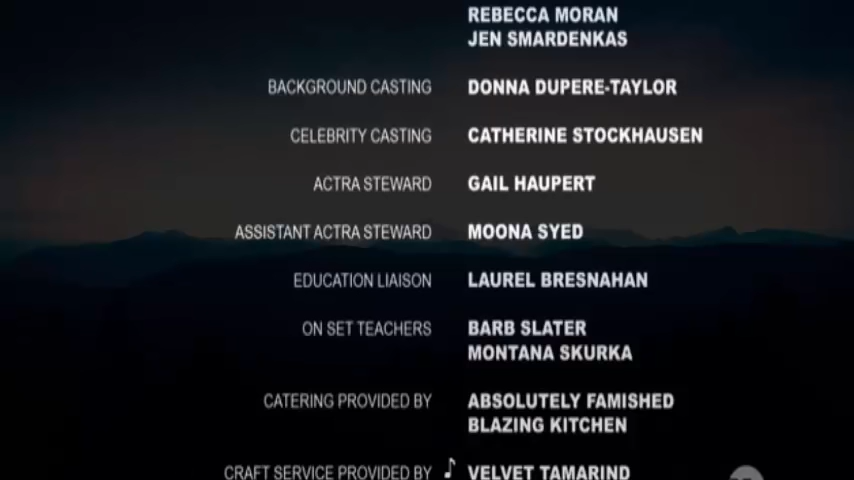 REBECCA MORAN
JEN SMARDENKAS
BACKGROUND CASTING DONNA DUPERE-TAYLOR
CELEBRITY CASTING CATHERINE STOCKHAUSEN
ACTRA STEWARD GAIL HAUPERT
ASSISTANT ACTRA STEWARD MOONA SYED
EDUCATION LIAISON LAUREL BRESNAHAN
ON SET TEACHERS BARB SLATER
MONTANA SKURKA
CATERING PROVIDED BY ABSOLUTELY FAMISHED
BLAZING KITCHEN
CRAFT SERVICE PROVIDED BY ♪ VELVET TAMARIND